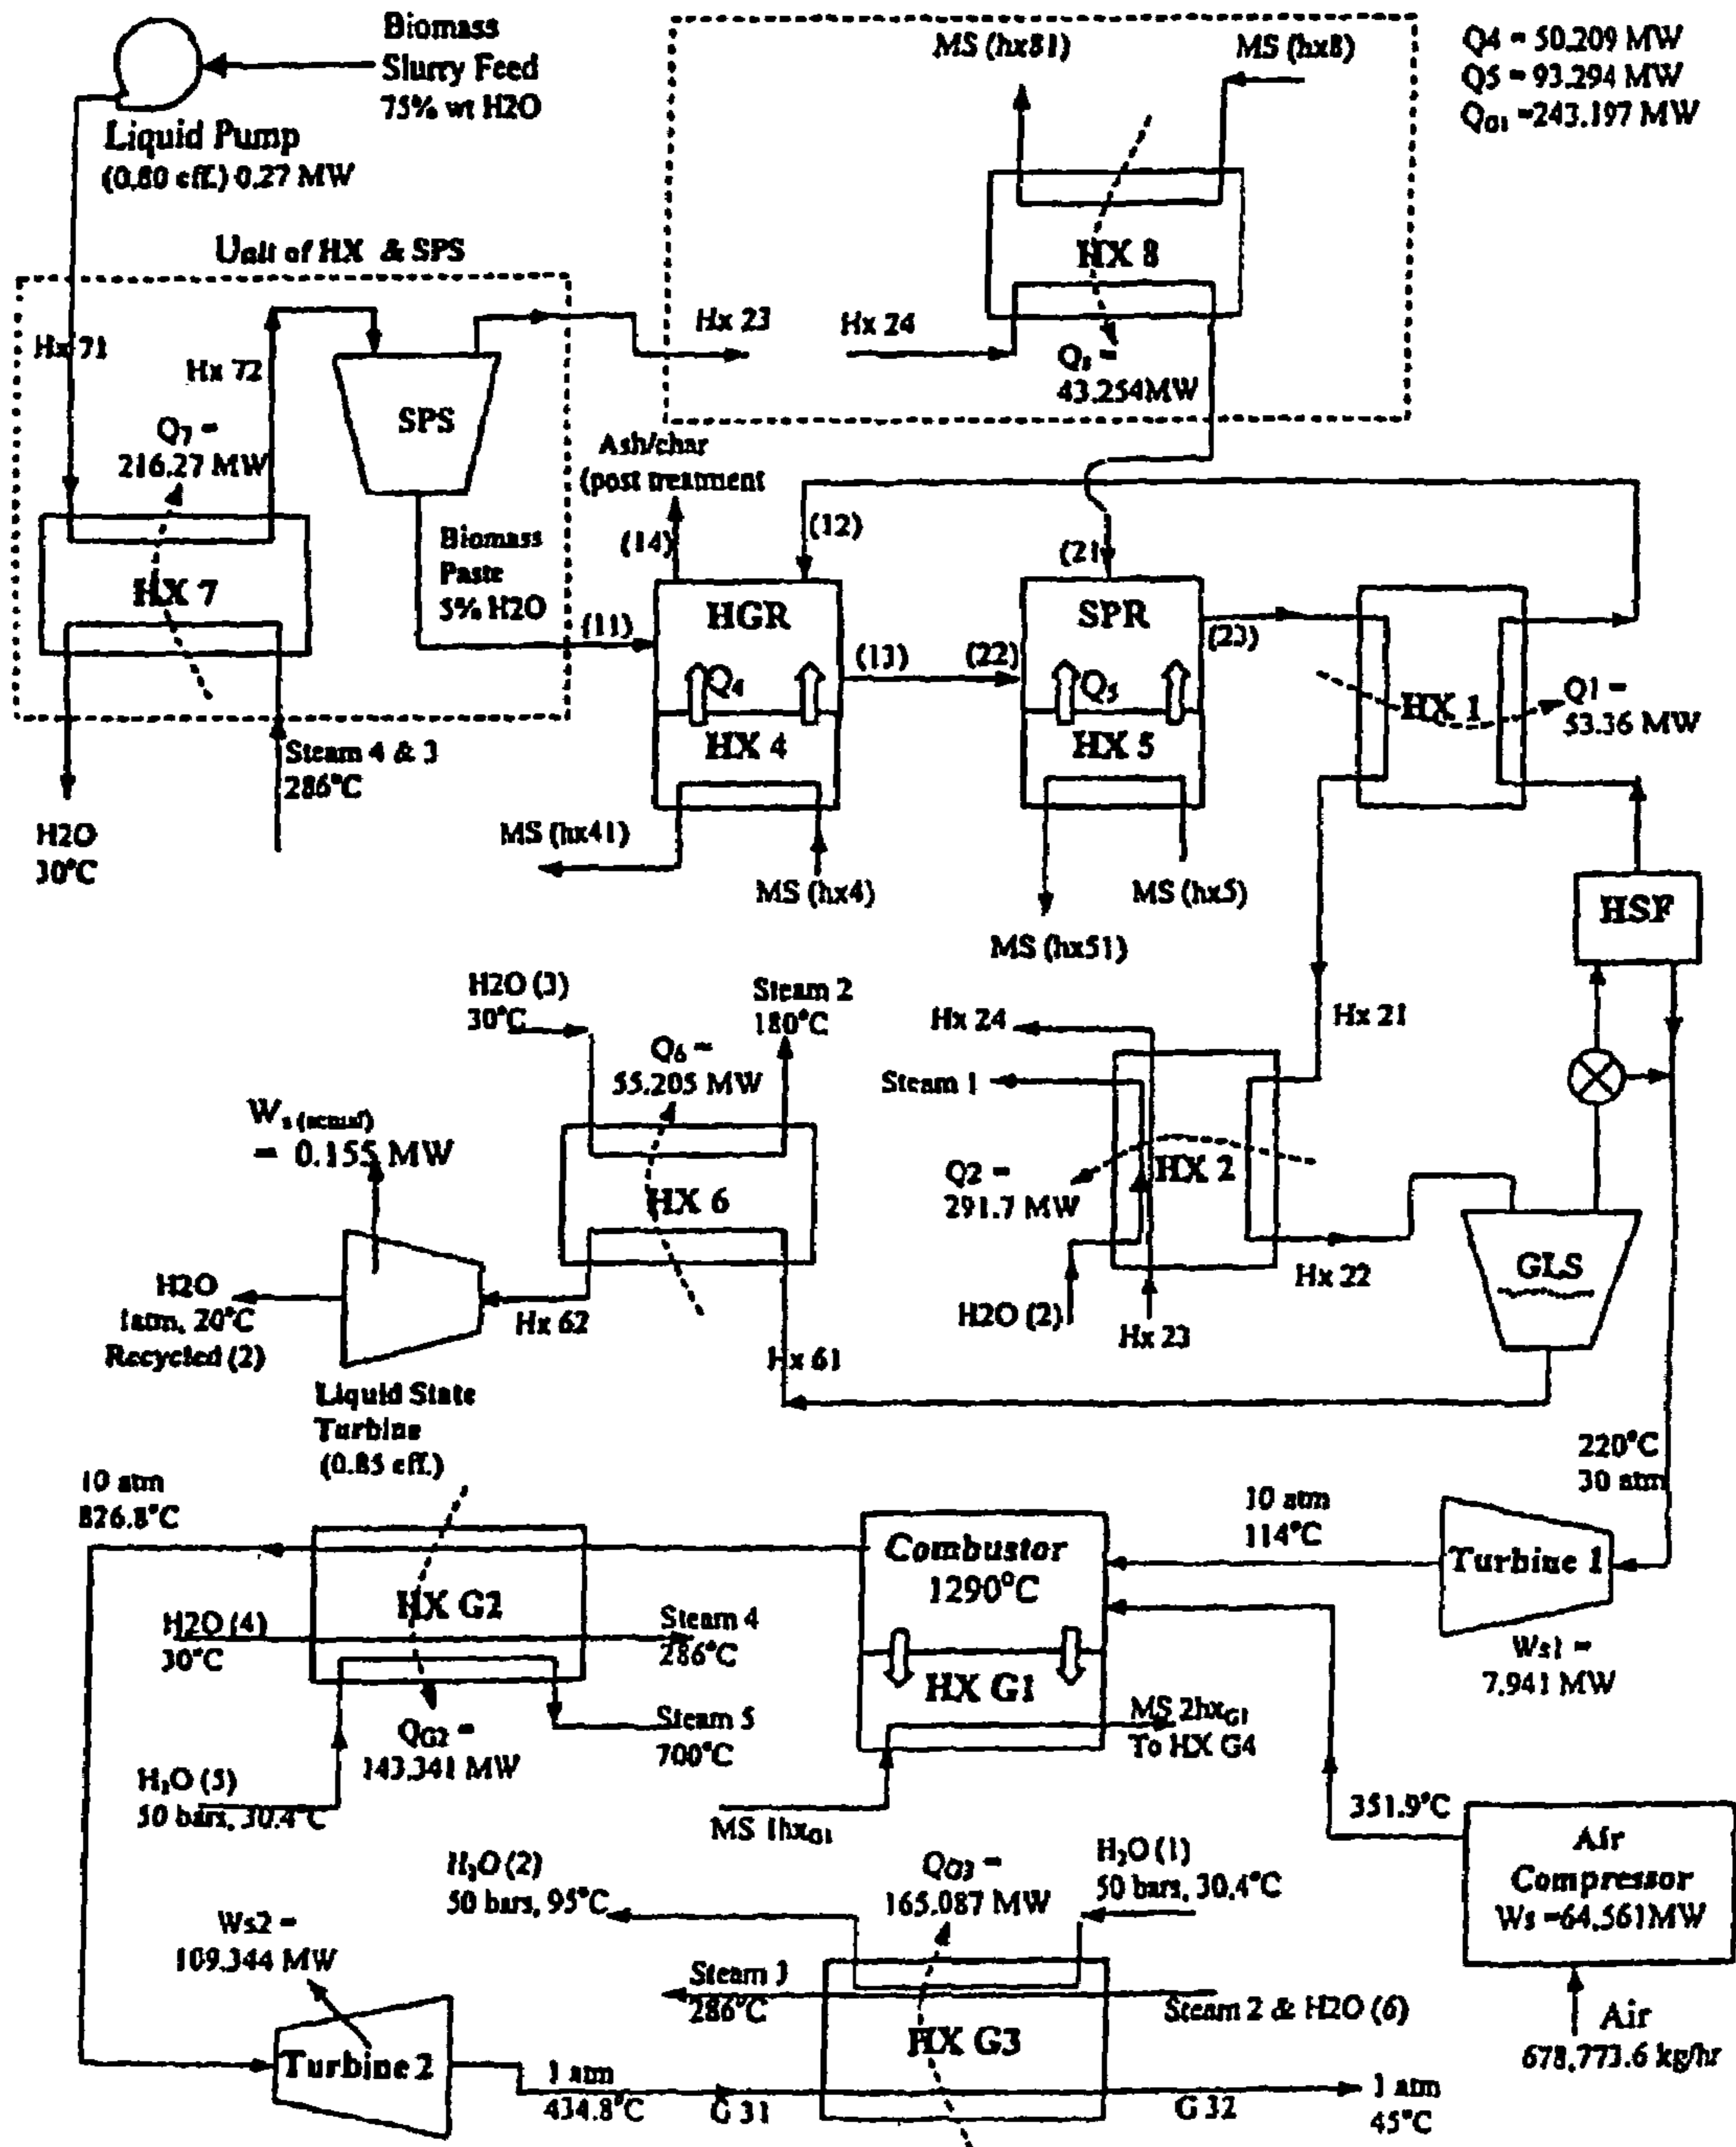 Biomass
Slurry Feed
75% wt H2O
Liquid Pump
(0.80 eff.) 0.27 MW
MS (hx81)
MS (hx8)
Q4 = 50.209 MW
Q5 = 93.294 MW
QG1 =243.197 MW
HX 8
Q8 =
43.254MW
Unit of HX & SPS
Hx 71
Hx 72
Hx 23
Hx 24
SPS
Q7 =
216.27 MW
HX 7
Biomass
Paste
5% H2O
Ash/char
(post treatment
(14)
(12)
(21
(11)
HGR
Q4
HX 4
(13)
(22)
SPR
Q5
HX 5
(23)
HX 1
Q1 =
53.36 MW
Steam 4 & 3
286°C
H2O
30°C
MS (hx41)
MS (hx4)
MS (hx51)
MS (hx5)
HSF
H2O (3)
30°C
Steam 2
180°C
Q6 =
55.205 MW
HX 6
Ws (actual)
= 0.155 MW
Hx 24
Steam 1
Hx 21
HX 2
Q2 =
291.7 MW
H2O (2)
Hx 23
Hx 22
GLS
H2O
1atm, 20°C
Recycled (2)
Hx 62
Hx 61
Liquid State
Turbine
(0.85 eff.)
220°C
30 atm
10 atm
826.8°C
HX G2
H2O (4)
30°C
Steam 4
286°C
Steam 5
700°C
QG2 =
143.341 MW
H2O (5)
50 bars, 30.4°C
Combustor
1290°C
HX G1
MS 1hxG1
MS 2hxG1
To HX G4
10 atm
114°C
Turbine 1
Ws1 =
7.941 MW
351.9°C
Air
Compressor
Ws =64.561MW
Air
678,773.6 kg/hr
H2O (2)
50 bars, 95°C
QG3 =
165.087 MW
H2O (1)
50 bars, 30.4°C
Steam 3
286°C
Steam 2 & H2O (6)
HX G3
Ws2 =
109.344 MW
Turbine 2
1 atm
434.8°C
G 31
G 32
1 atm
45°C